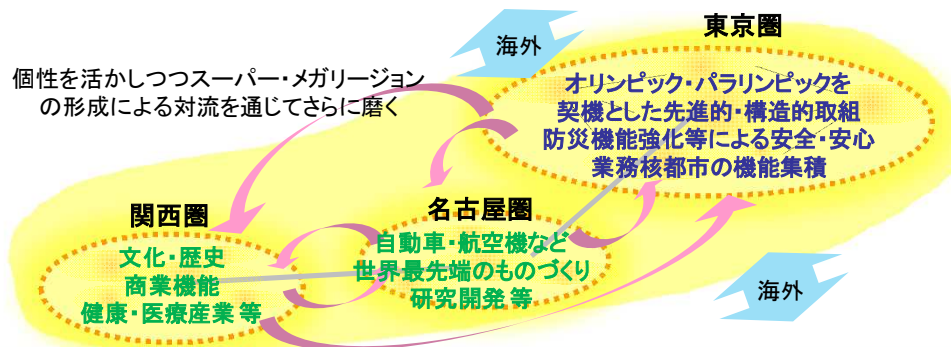 東京圏
海外
個性を活かしつつスーパー・メガリージョン
の形成による対流を通じてさらに磨く
オリンピック・パラリンピックを
契機とした先進的・構造的取組
防災機能強化等による安全・安心
業務核都市の機能集積
関西圏
文化・歴史
商業機能
健康・医療産業 等
名古屋圏
自動車・航空機など
世界最先端のものづくり
研究開発 等
海外